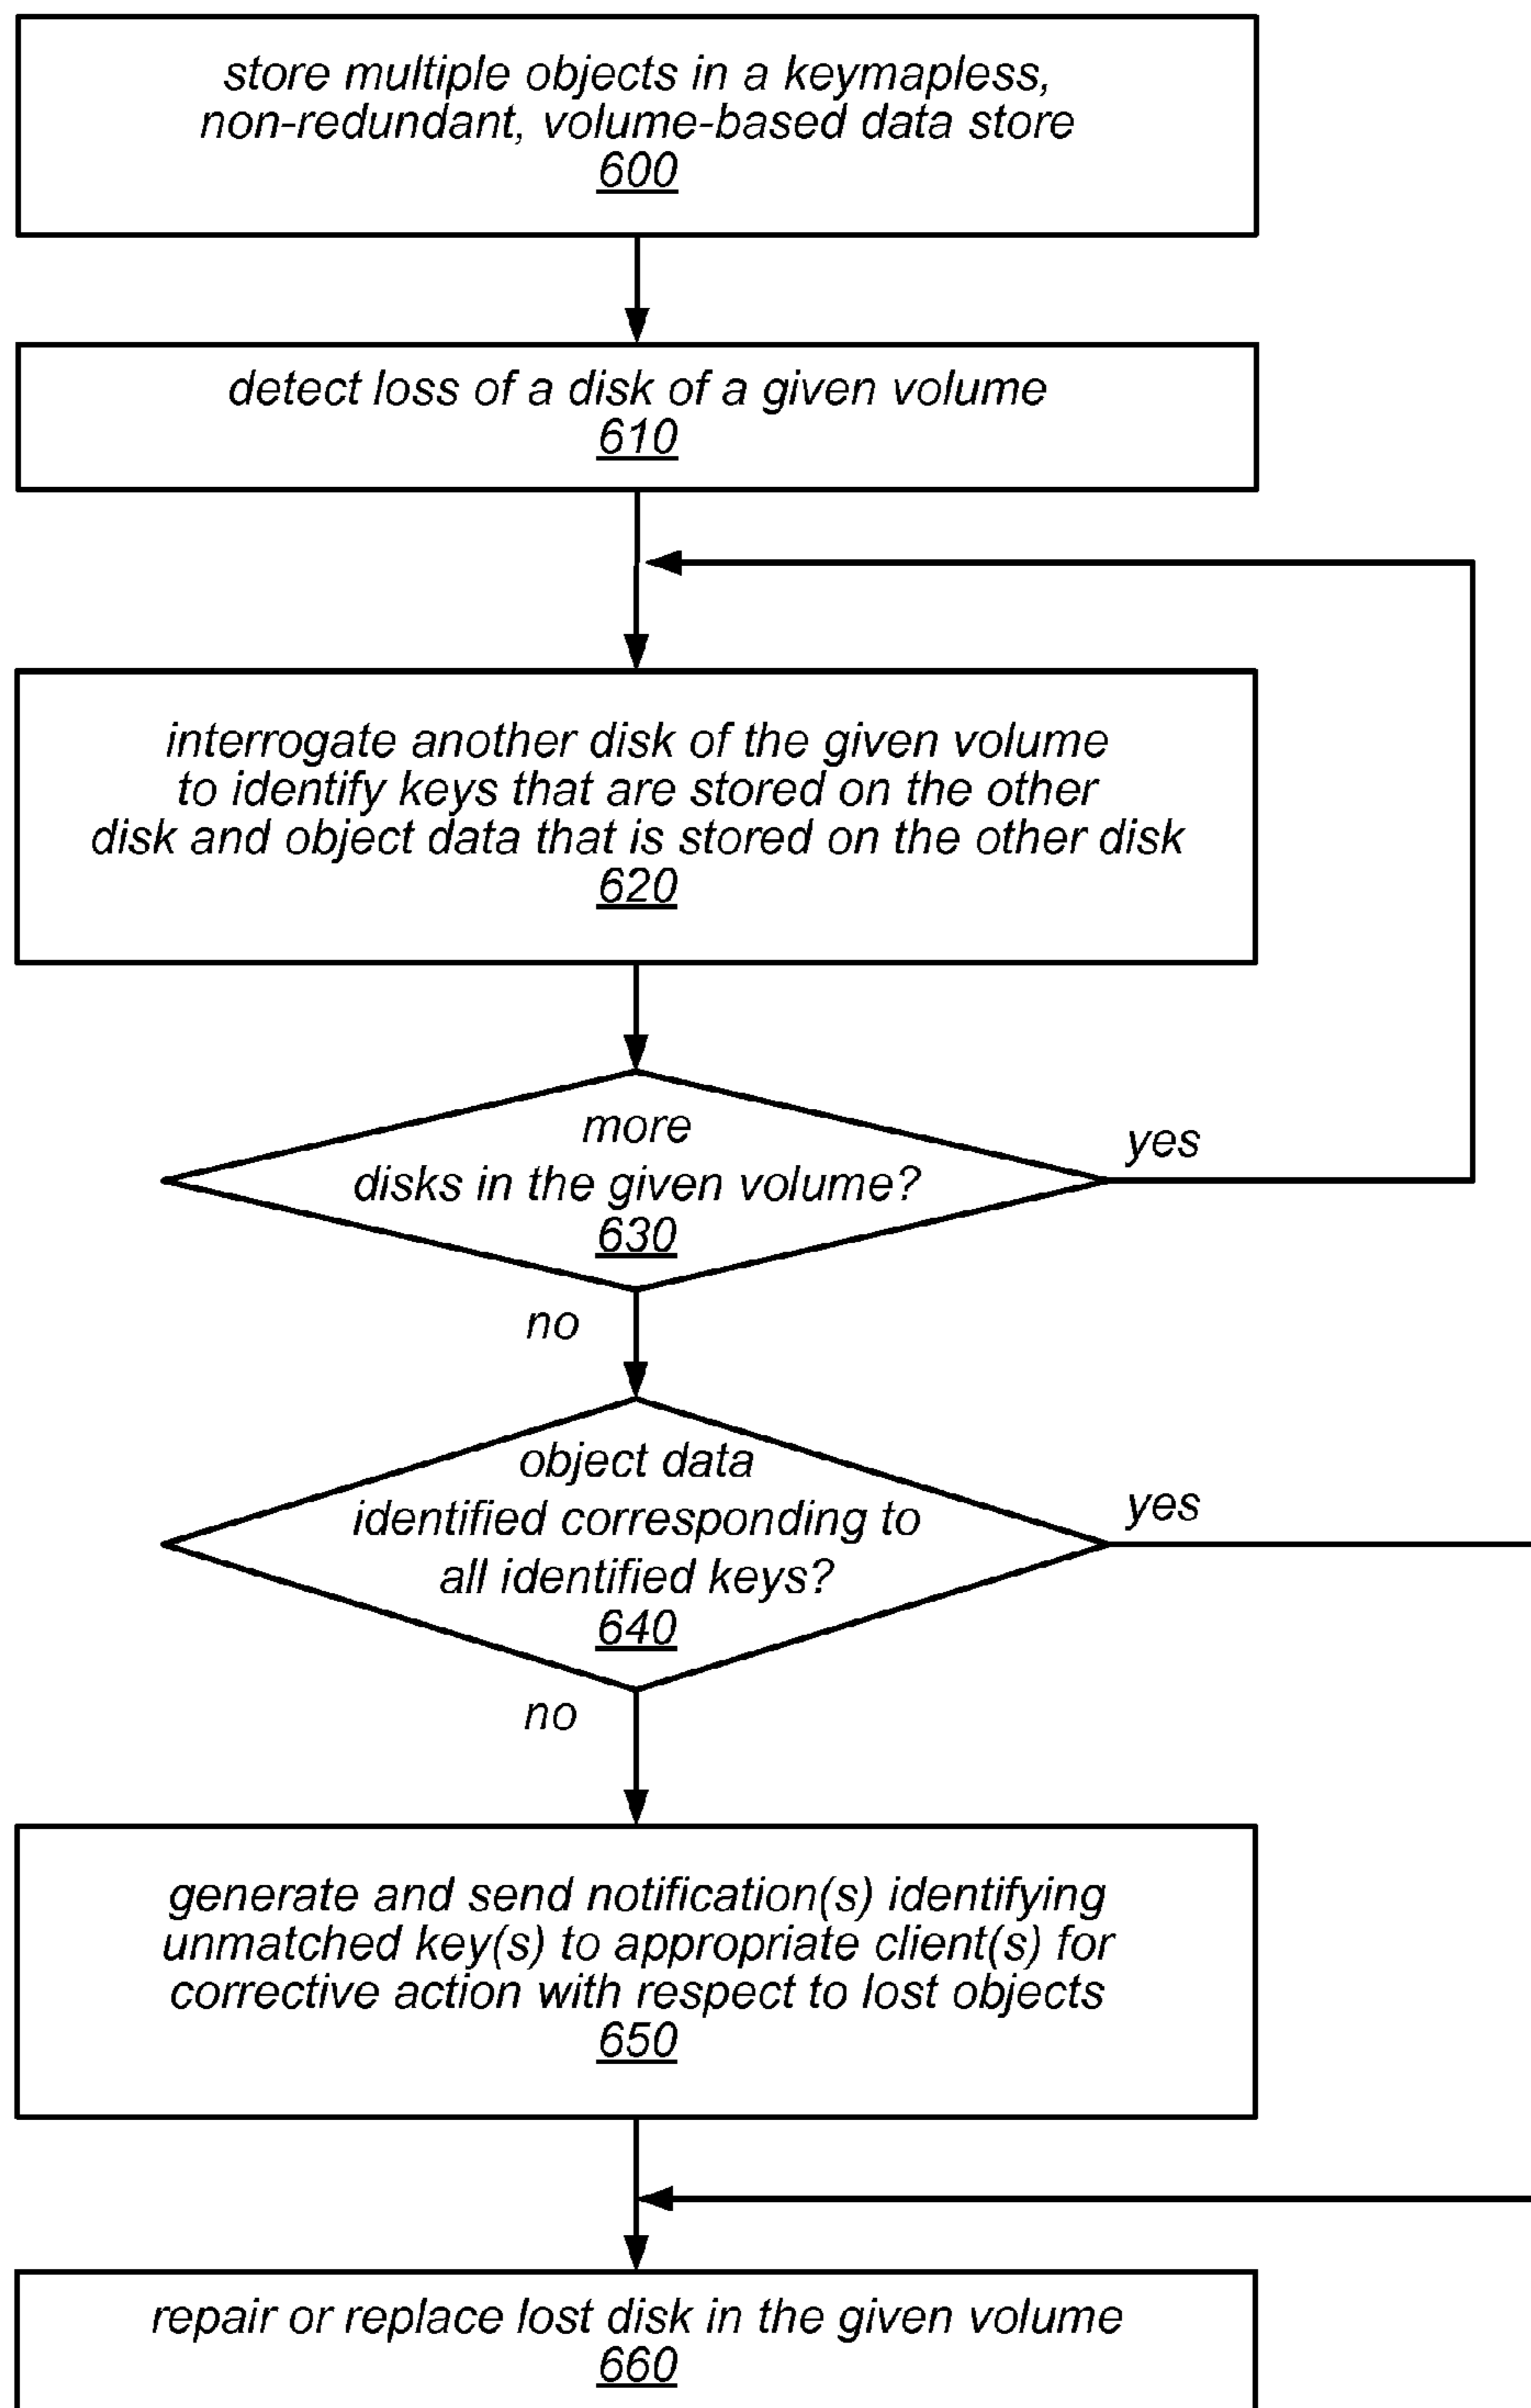 store multiple objects in a keymapless,
non-redundant, volume-based data store
600
detect loss of a disk of a given volume
610
interrogate another disk of the given volume
to identify keys that are stored on the other
disk and object data that is stored on the other disk
620
more
disks in the given volume?
630
yes
no
object data
identified corresponding to
all identified keys?
640
yes
no
generate and send notification(s) identifying
unmatched key(s) to appropriate client(s) for
corrective action with respect to lost objects
650
repair or replace lost disk in the given volume
660